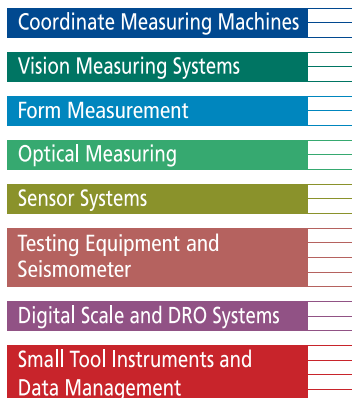 Coordinate Measuring Machines
Vision Measuring Systems
Form Measurement
Optical Measuring
Sensor Systems
Testing Equipment and
Seismometer
Digital Scale and DRO Systems
Small Tool Instruments and
Data Management